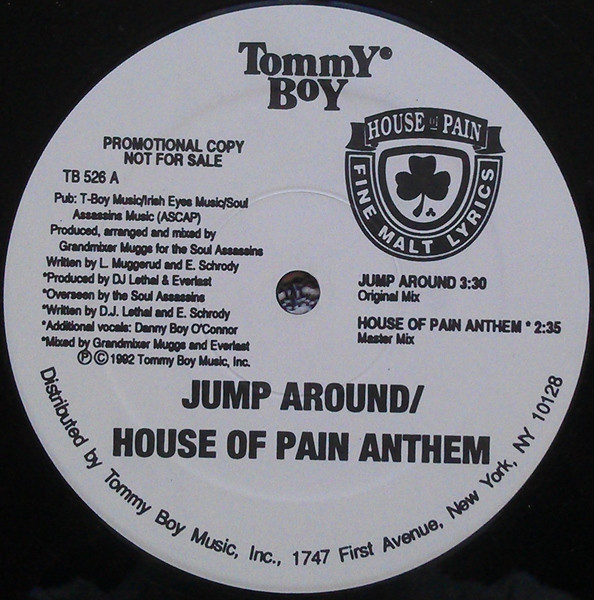 Tommy
Boy
PROMOTIONAL COPY
NOT FOR SALE
TB 526 A
Pub: T-Boy Music/Irish Eyes Music/Soul
Assassins Music (ASCAP)
Produced, arranged and mixed by
Grandmixer Muggs for the Soul Assassins
Written by L. Muggerud and E. Schrody
*Produced by DJ Lethal & Everlast
*Overseen by the Soul Assassins
*Written by D.J. Lethal and E. Schrody
*Additional vocals: Danny Boy O'Connor
*Mixed by Grandmixer Muggs and Everlast
℗ © 1992 Tommy Boy Music, Inc.
HOUSE of PAIN
FINE MALT LYRICS
JUMP AROUND 3:30
Original Mix
HOUSE OF PAIN ANTHEM * 2:35
Master Mix
JUMP AROUND/
HOUSE OF PAIN ANTHEM
Distributed by Tommy Boy Music, Inc., 1747 First Avenue, New York, NY 10128